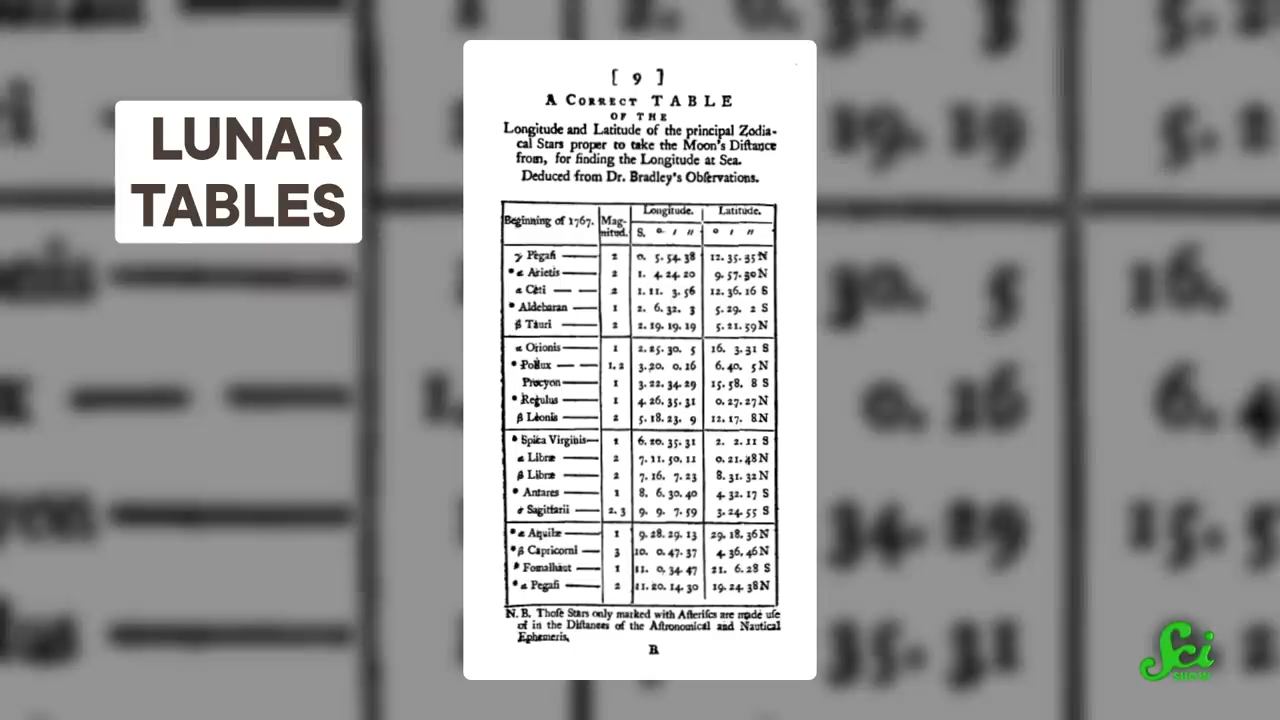 LUNAR
TABLES
[ 9 ]
A CORRECT TABLE
OF THE
Longitude and Latitude of the principal Zodia-
cal Stars proper to take the Moon's Diſtance
from, for finding the Longitude at Sea.
Deduced from Dr. Bradley's Obſervations.
Beginning of 1767. Mag- Longitude. Latitude.
nitud. S. ° ′ ″ ° ′ ″
γ Pegaſi 2 0. 5. 54. 38 12. 35. 35 N
* α Arietis 2 1. 4. 24. 20 9. 57. 30 N
α Ceti 2 1. 11. 3. 56 12. 36. 16 S
* Aldebaran 1 2. 6. 32. 3 5. 29. 2 S
β Tauri 2 2. 19. 19. 19 5. 21. 59 N
α Orionis 1 2. 25. 30. 5 16. 3. 31 S
* Pollux 1. 2 3. 20. 0. 16 6. 40. 5 N
Procyon 1 3. 22. 34. 29 15. 58. 8 S
* Regulus 1 4. 26. 35. 31 0. 27. 27 N
β Leonis 2 5. 18. 23. 9 12. 17. 8 N
* Spica Virginis 1 6. 20. 35. 31 2. 2. 11 S
α Libræ 2 7. 11. 50. 11 0. 21. 48 N
β Libræ 2 7. 16. 7. 23 8. 31. 32 N
* Antares 1 8. 6. 30. 40 4. 32. 17 S
Sagittarii 2. 3 9. 9. 7. 59 3. 24. 55 S
* α Aquilæ 1 9. 28. 29. 13 29. 18. 36 N
* β Capricorni 3 10. 0. 47. 37 4. 36. 46 N
* Fomalhaut 1 11. 0. 34. 47 21. 6. 28 S
* α Pegaſi 2 11. 20. 14. 30 19. 24. 38 N
N. B. Thoſe Stars only marked with Aſteriſcs are made uſe
of in the Diſtances of the Aſtronomical and Nautical
Ephemeris,
B
Sci
SHOW